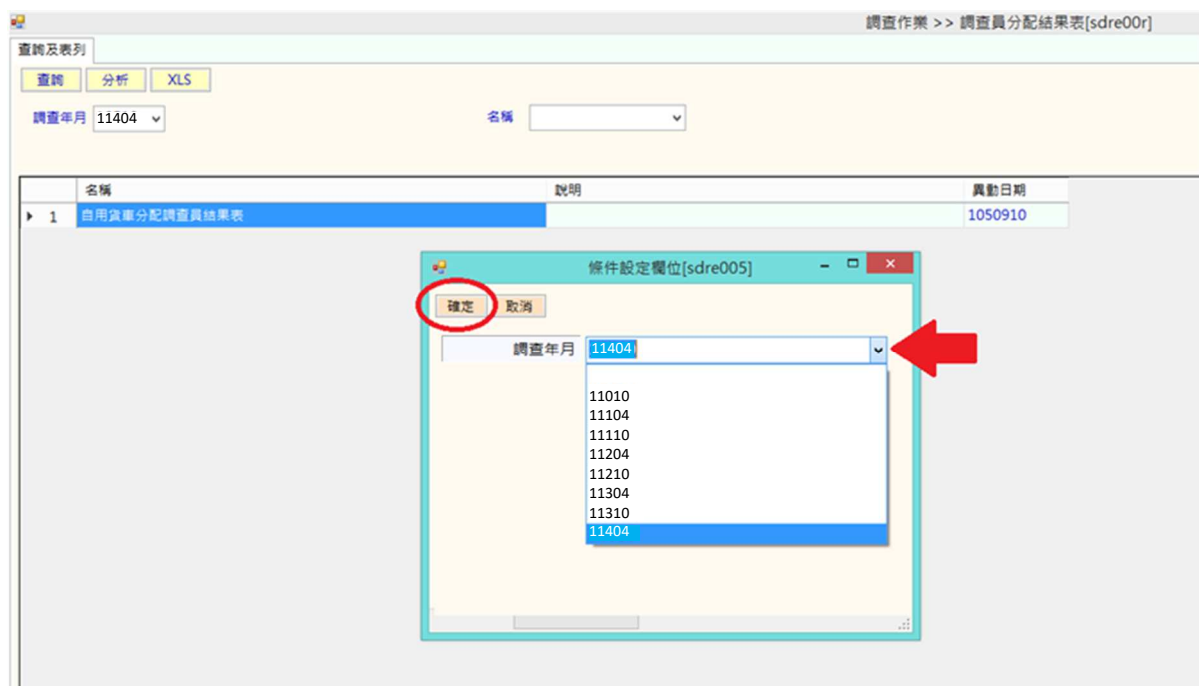 調查作業 >> 調查員分配結果表[sdre00r]
查詢及表列
查詢 分析 XLS
調查年月 11404 名稱
名稱 說明 異動日期
1 自用貨車分配調查員結果表 1050910
條件設定欄位[sdre005]
確定 取消
調查年月 11404
11010
11104
11110
11204
11210
11304
11310
11404